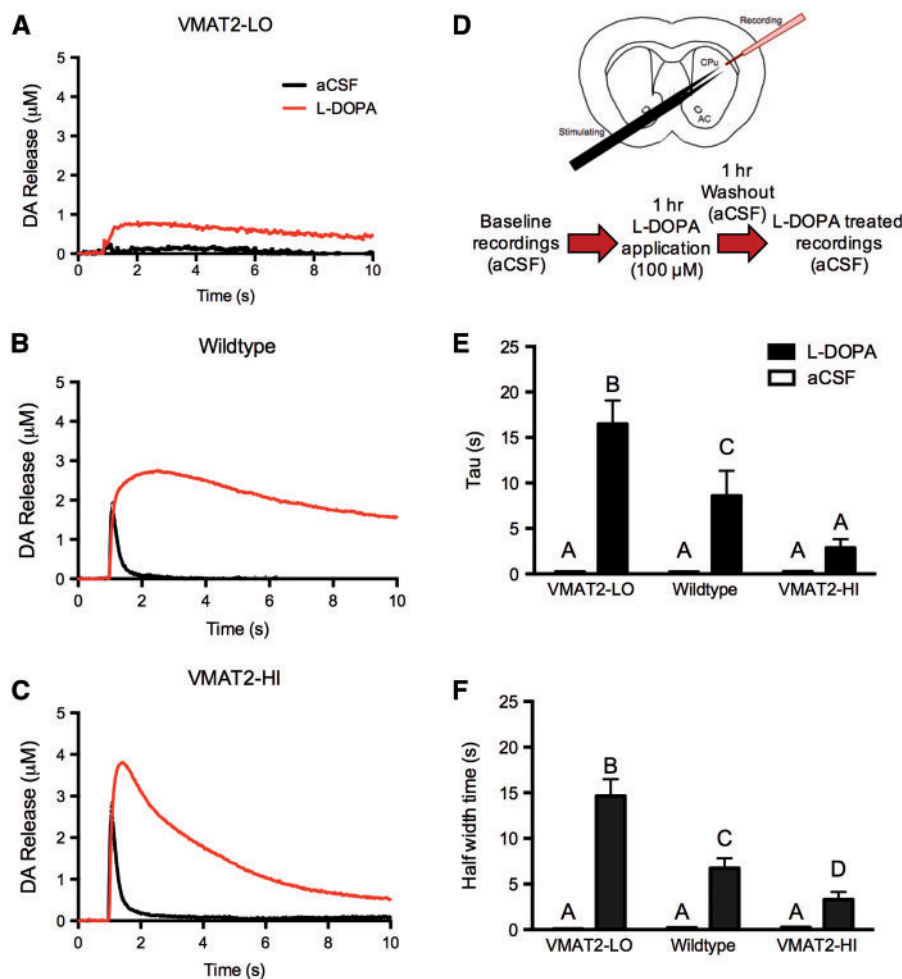 A
VMAT2-LO
DA Release (μM)
5
4
3
2
1
0
aCSF
L-DOPA
0 2 4 6 8 10
Time (s)
B
Wildtype
DA Release (μM)
5
4
3
2
1
0
0 2 4 6 8 10
Time (s)
C
VMAT2-HI
DA Release (μM)
5
4
3
2
1
0
0 2 4 6 8 10
Time (s)
D
Recording
CPu
AC
Stimulating
Baseline
recordings
(aCSF)
1 hr
L-DOPA
application
(100 μM)
1 hr
Washout
(aCSF)
L-DOPA treated
recordings
(aCSF)
E
Tau (s)
25
20
15
10
5
0
L-DOPA
aCSF
A B A C A A
VMAT2-LO Wildtype VMAT2-HI
F
Half width time (s)
25
20
15
10
5
0
A B A C A D
VMAT2-LO Wildtype VMAT2-HI